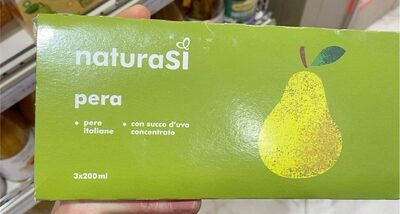 naturaSì
pera
• pere italiane
• con succo d'uva concentrato
3x200ml